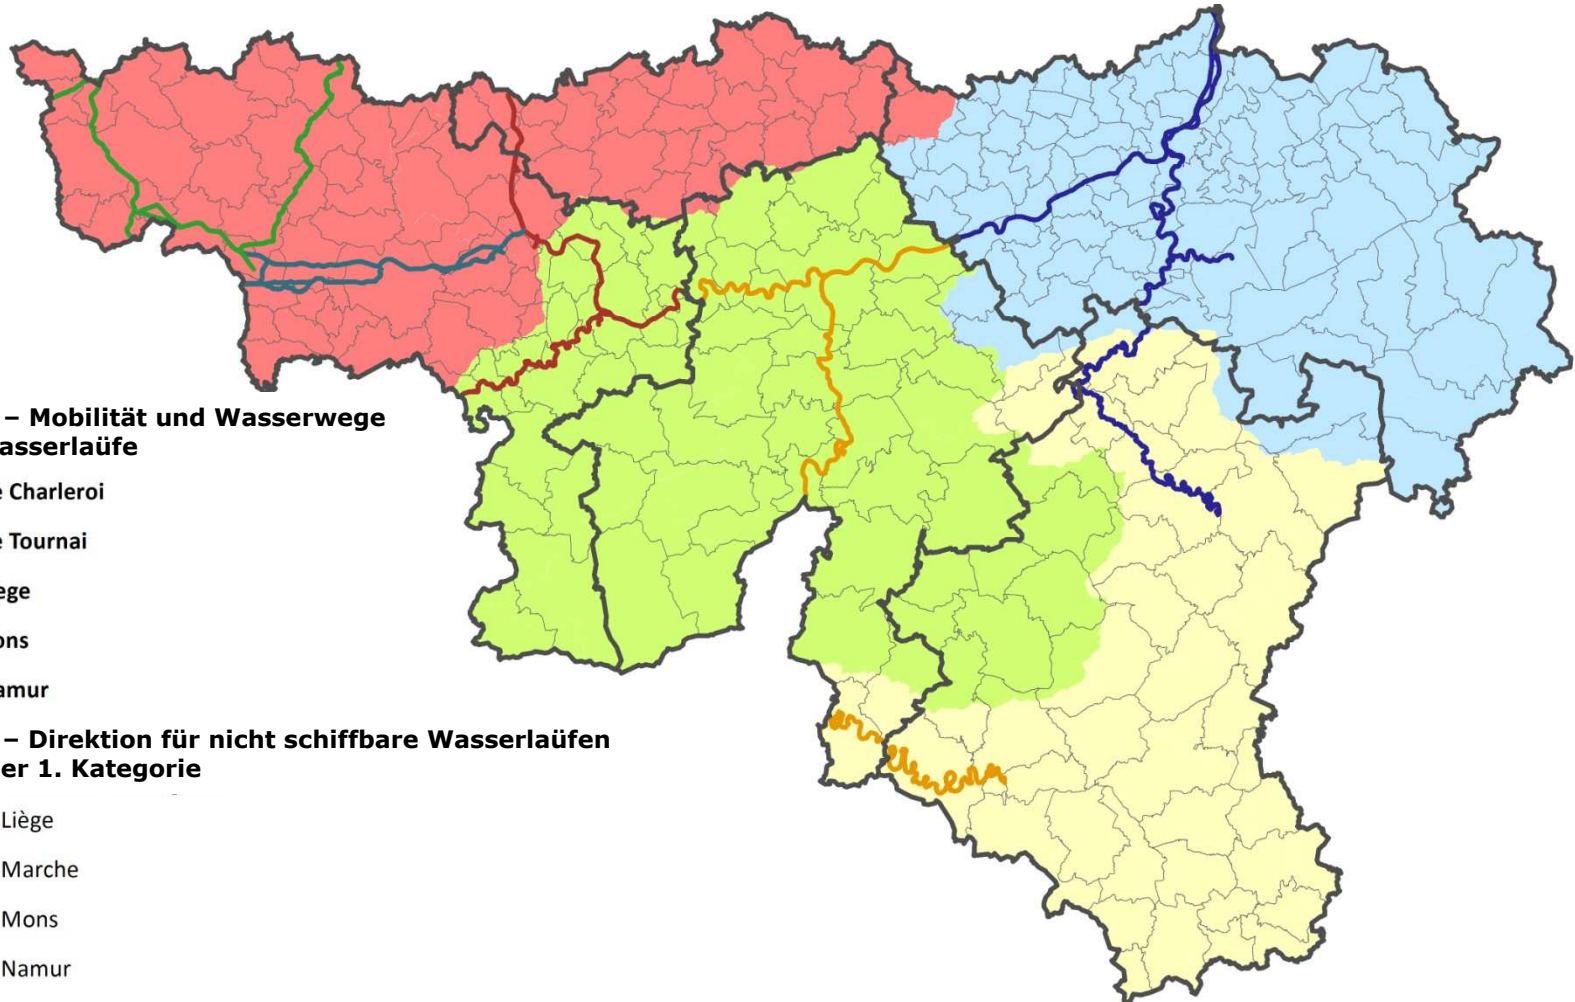 – Mobilität und Wasserwege
asserlaüfe
e Charleroi
e Tournai
ege
ons
amur
– Direktion für nicht schiffbare Wasserlaüfen
er 1. Kategorie
Liège
Marche
Mons
Namur